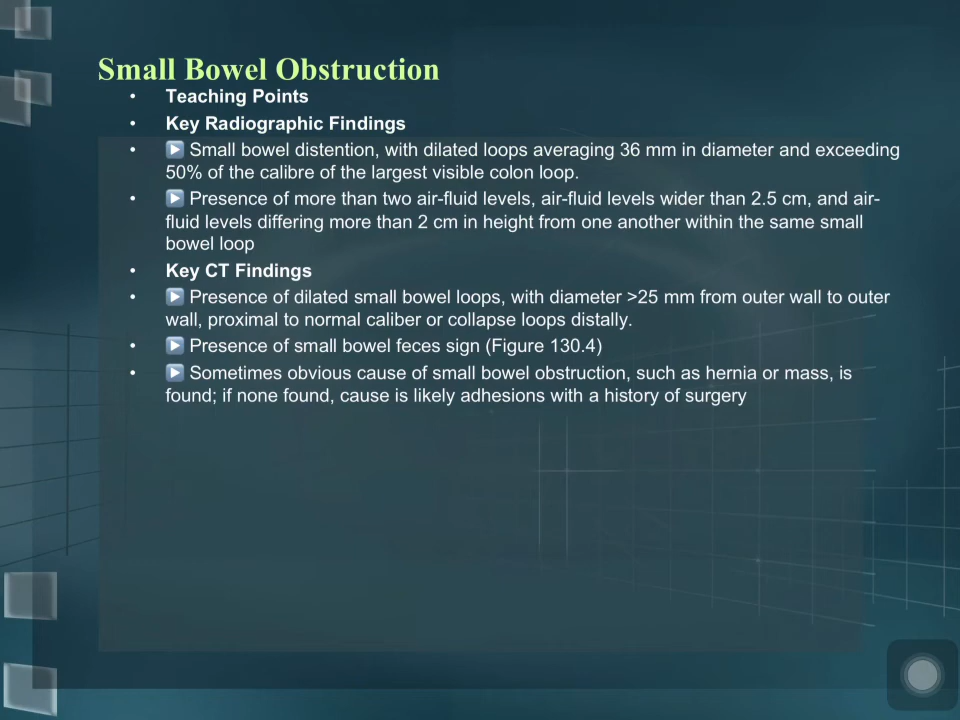 Small Bowel Obstruction
• Teaching Points
• Key Radiographic Findings
• ▶ Small bowel distention, with dilated loops averaging 36 mm in diameter and exceeding
50% of the calibre of the largest visible colon loop.
• ▶ Presence of more than two air-fluid levels, air-fluid levels wider than 2.5 cm, and air-
fluid levels differing more than 2 cm in height from one another within the same small
bowel loop
• Key CT Findings
• ▶ Presence of dilated small bowel loops, with diameter >25 mm from outer wall to outer
wall, proximal to normal caliber or collapse loops distally.
• ▶ Presence of small bowel feces sign (Figure 130.4)
• ▶ Sometimes obvious cause of small bowel obstruction, such as hernia or mass, is
found; if none found, cause is likely adhesions with a history of surgery